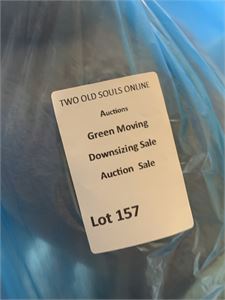 TWO OLD SOULS ONLINE
Auctions
Green Moving
Downsizing Sale
Auction Sale
Lot 157